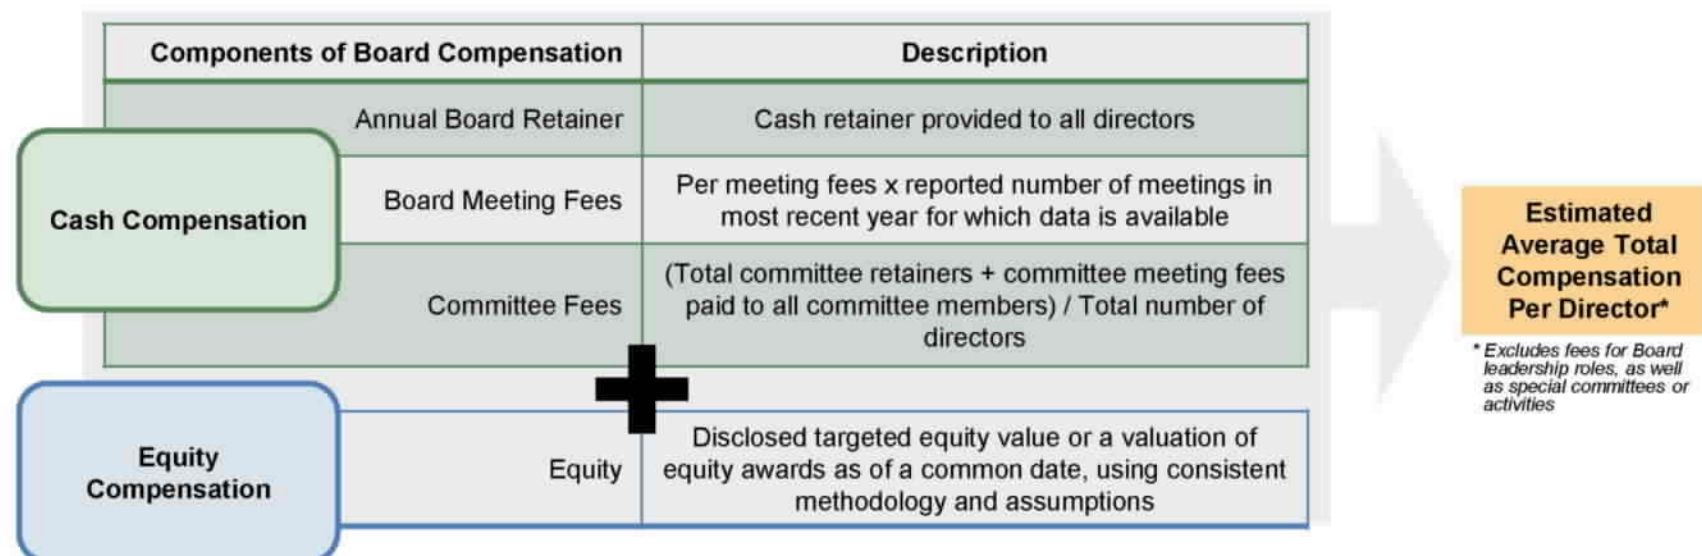 Components of Board Compensation
Description
Annual Board Retainer
Cash retainer provided to all directors
Cash Compensation
Board Meeting Fees
Per meeting fees x reported number of meetings in
most recent year for which data is available
Committee Fees
(Total committee retainers + committee meeting fees
paid to all committee members) / Total number of
directors
Equity
Compensation
Equity
Disclosed targeted equity value or a valuation of
equity awards as of a common date, using consistent
methodology and assumptions
Estimated
Average Total
Compensation
Per Director*
* Excludes fees for Board
leadership roles, as well
as special committees or
activities